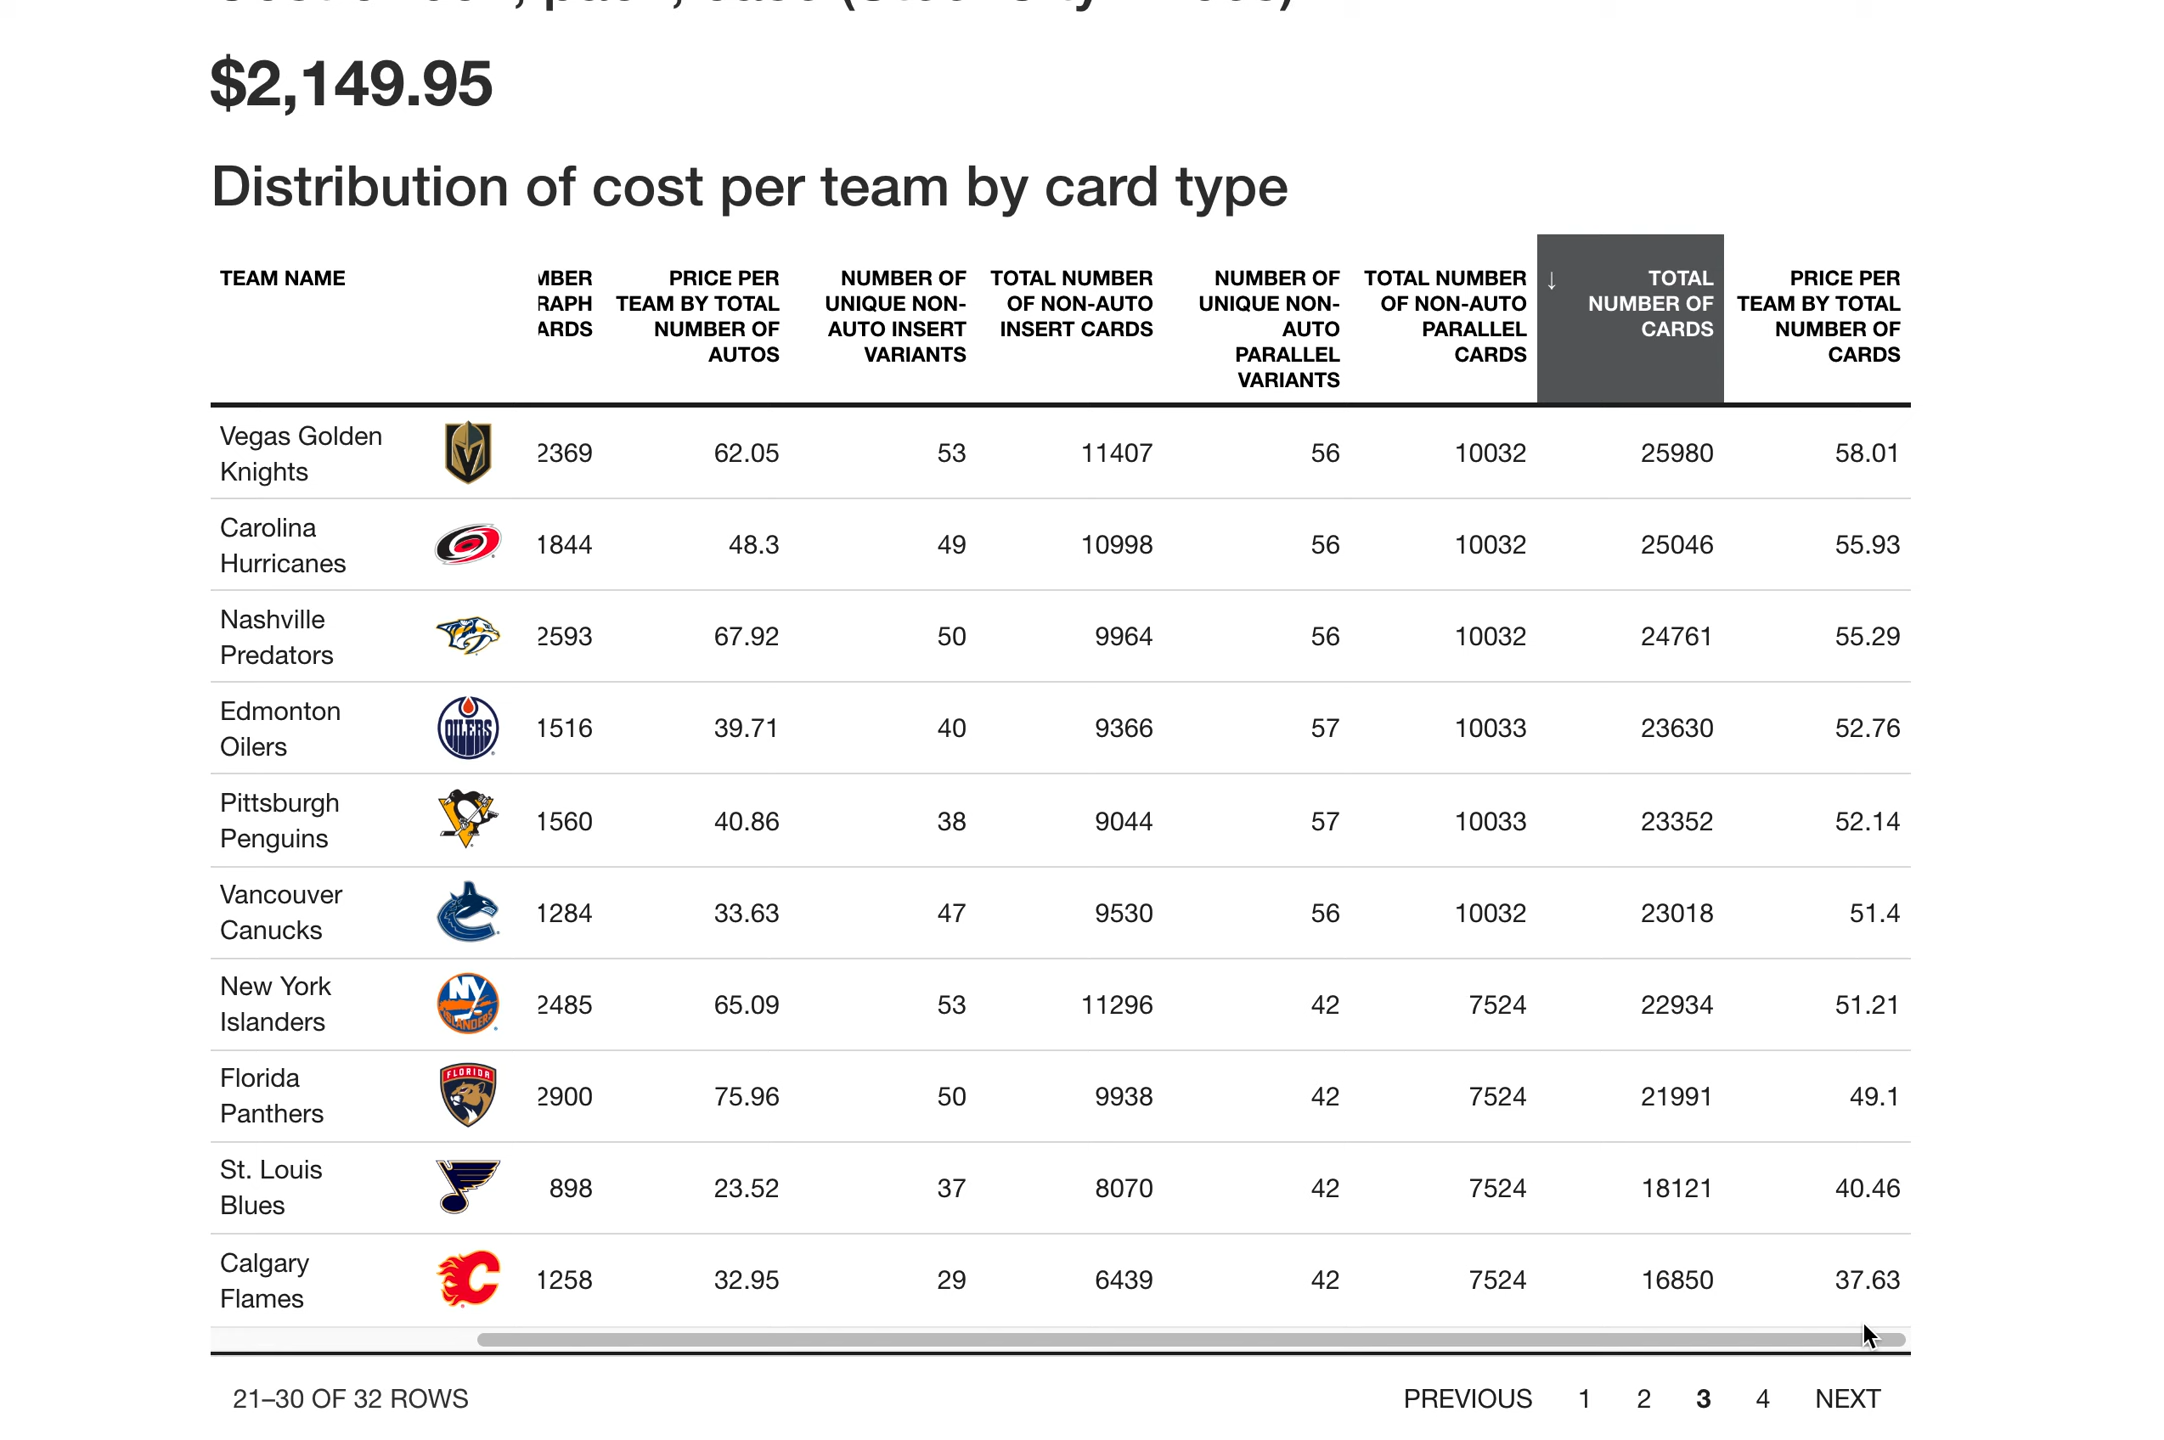 $2,149.95
Distribution of cost per team by card type
TEAM NAME
MBER
RAPH
ARDS
PRICE PER
TEAM BY TOTAL
NUMBER OF
AUTOS
NUMBER OF
UNIQUE NON-
AUTO INSERT
VARIANTS
TOTAL NUMBER
OF NON-AUTO
INSERT CARDS
NUMBER OF
UNIQUE NON-
AUTO
PARALLEL
VARIANTS
TOTAL NUMBER
OF NON-AUTO
PARALLEL
CARDS
↓ TOTAL
NUMBER OF
CARDS
PRICE PER
TEAM BY TOTAL
NUMBER OF
CARDS
Vegas Golden
Knights
2369 62.05 53 11407 56 10032 25980 58.01
Carolina
Hurricanes
1844 48.3 49 10998 56 10032 25046 55.93
Nashville
Predators
2593 67.92 50 9964 56 10032 24761 55.29
Edmonton
Oilers
OILERS
1516 39.71 40 9366 57 10033 23630 52.76
Pittsburgh
Penguins
1560 40.86 38 9044 57 10033 23352 52.14
Vancouver
Canucks
1284 33.63 47 9530 56 10032 23018 51.4
New York
Islanders
NY
ISLANDERS
2485 65.09 53 11296 42 7524 22934 51.21
Florida
Panthers
FLORIDA
2900 75.96 50 9938 42 7524 21991 49.1
St. Louis
Blues
898 23.52 37 8070 42 7524 18121 40.46
Calgary
Flames
C
1258 32.95 29 6439 42 7524 16850 37.63
21–30 OF 32 ROWS
PREVIOUS 1 2 3 4 NEXT